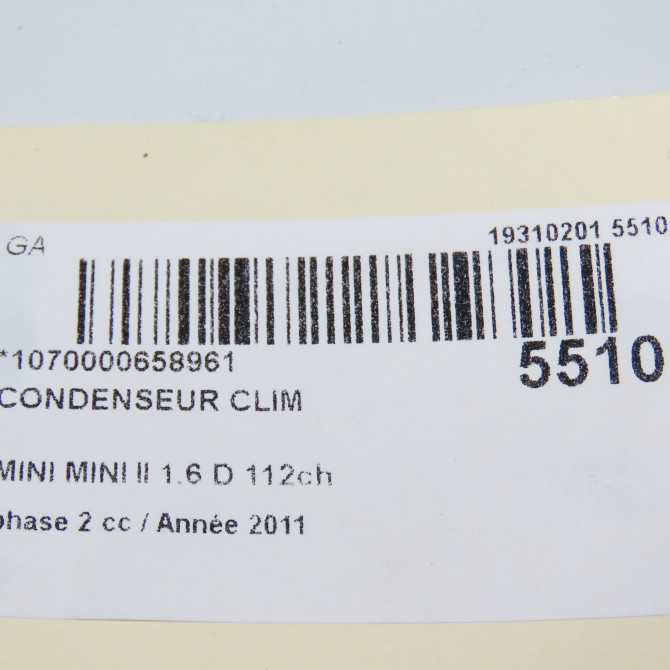 GA
19310201 5510
*1070000658961
5510
CONDENSEUR CLIM
MINI MINI II 1.6 D 112ch
phase 2 cc / Année 2011